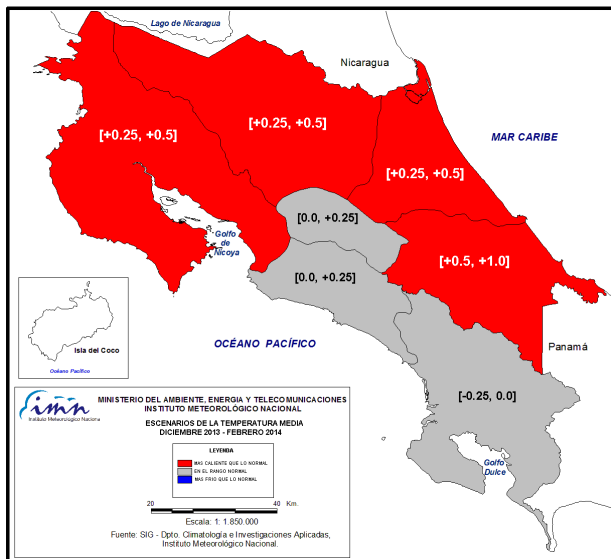 Lago de Nicaragua
Nicaragua
MAR CARIBE
[+0.25, +0.5]
[+0.25, +0.5]
[+0.25, +0.5]
[0.0, +0.25]
Golfo
de
Nicoya
[+0.5, +1.0]
[0.0, +0.25]
Isla del Coco
Océano Pacífico
OCÉANO PACÍFICO
Panamá
[-0.25, 0.0]
Golfo
Dulce
imn
Instituto Meteorológico Nacional
MINISTERIO DEL AMBIENTE, ENERGIA Y TELECOMUNICACIONES
INSTITUTO METEOROLÓGICO NACIONAL
ESCENARIOS DE LA TEMPERATURA MEDIA
DICIEMBRE 2013 - FEBRERO 2014
LEYENDA
MAS CALIENTE QUE LO NORMAL
EN EL RANGO NORMAL
MAS FRIO QUE LO NORMAL
20 0 40 Km.
Escala: 1: 1.850.000
Fuente: SIG - Dpto. Climatología e Investigaciones Aplicadas,
Instituto Meteorológico Nacional.